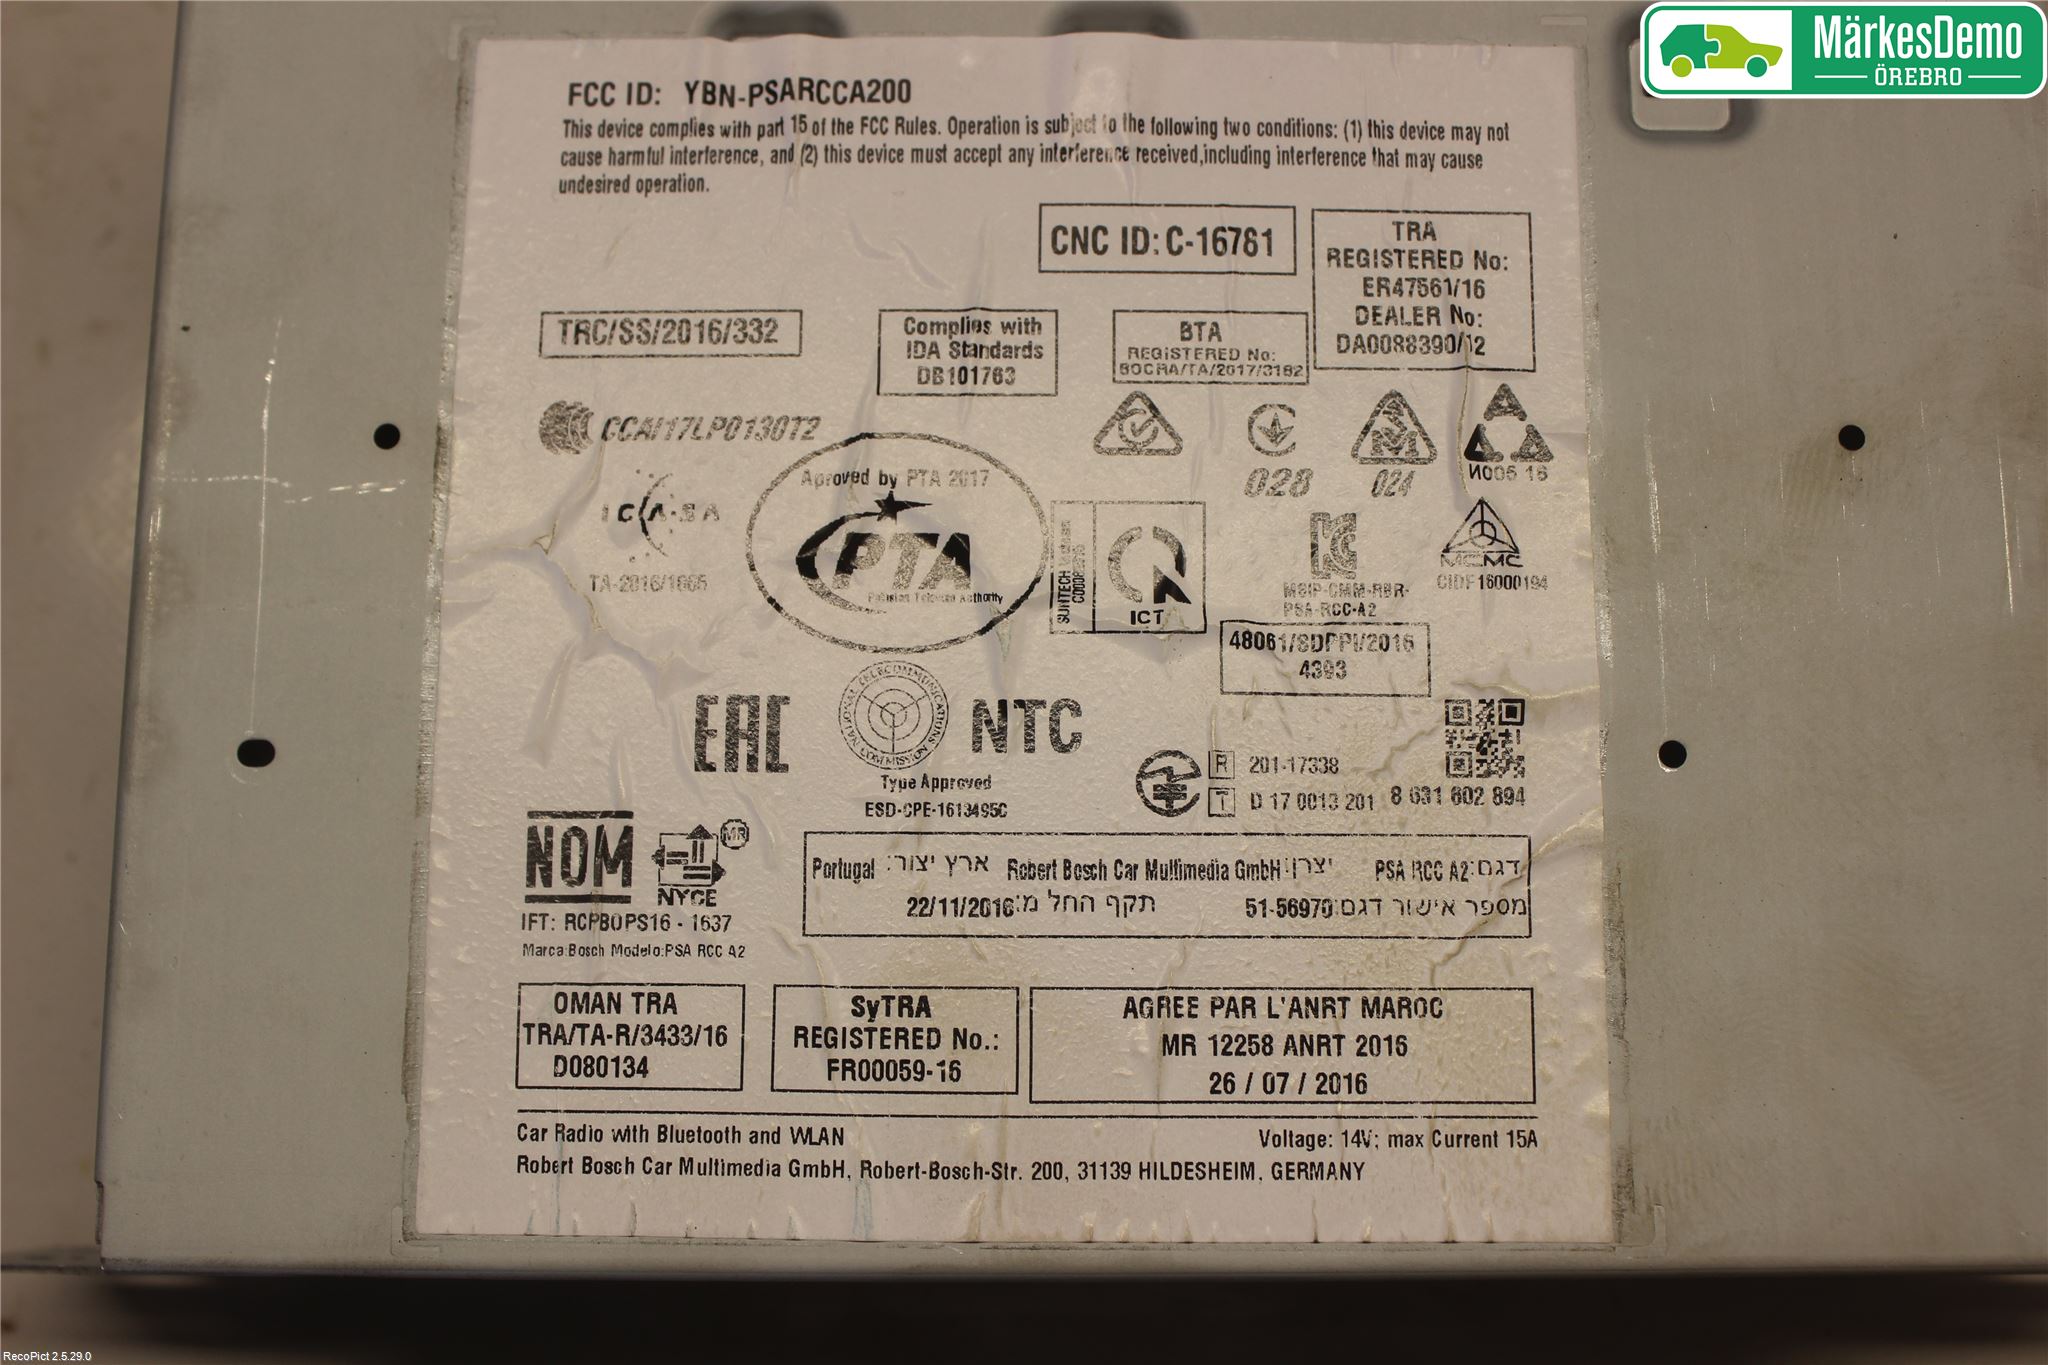 MärkesDemo
ÖREBRO
FCC ID: YBN-PSARCCA200
This device complies with part 15 of the FCC Rules. Operation is subject to the following two conditions: (1) this device may not
cause harmful interference, and (2) this device must accept any interference received,including interference that may cause
undesired operation.
CNC ID: C-16781
TRA
REGISTERED No:
ER47561/16
DEALER No:
DA0088390/12
TRC/SS/2016/332
Complies with
IDA Standards
DB101763
BTA
REGISTERED No:
BOCRA/TA/2017/3182
CCAI17LP0130T2
028
024
N005 16
ICASA
TA-2016/1665
Aproved by PTA 2017
PTA
Pakistan Telecom Authority
SUNTECH
ICT
MSIP-CMM-RBR-
PSA-RCC-A2
MCMC
CIDF16000194
48061/SDPPI/2016
4393
EAC
NATIONAL TELECOMMUNICATIONS COMMISSION
NTC
Type Approved
ESD-CPE-1613495C
R 201-17338
T D 17 0013 201
8 631 602 894
NOM
MR
NYCE
IFT: RCPBOPS16 - 1637
Marca:Bosch Modelo:PSA RCC A2
דגם: PSA RCC A2 יצרן: Robert Bosch Car Multimedia GmbH ארץ יצור: Portugal
מספר אישור דגם: 51-56970 תקף החל מ: 22/11/2016
OMAN TRA
TRA/TA-R/3433/16
D080134
SyTRA
REGISTERED No.:
FR00059-16
AGREE PAR L'ANRT MAROC
MR 12258 ANRT 2016
26 / 07 / 2016
Car Radio with Bluetooth and WLAN
Voltage: 14V; max Current 15A
Robert Bosch Car Multimedia GmbH, Robert-Bosch-Str. 200, 31139 HILDESHEIM, GERMANY
RecoPict 2.5.29.0